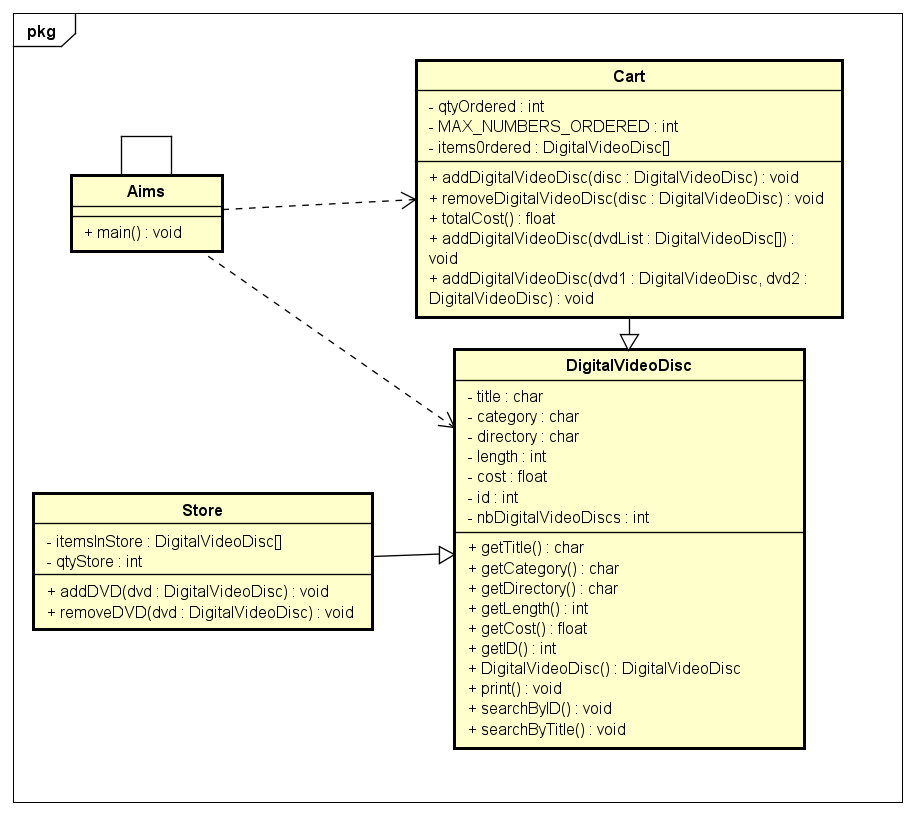 pkg
Cart
- qtyOrdered : int
- MAX_NUMBERS_ORDERED : int
- items0rdered : DigitalVideoDisc[]
+ addDigitalVideoDisc(disc : DigitalVideoDisc) : void
+ removeDigitalVideoDisc(disc : DigitalVideoDisc) : void
+ totalCost() : float
+ addDigitalVideoDisc(dvdList : DigitalVideoDisc[]) :
void
+ addDigitalVideoDisc(dvd1 : DigitalVideoDisc, dvd2 :
DigitalVideoDisc) : void
Aims
+ main() : void
DigitalVideoDisc
- title : char
- category : char
- directory : char
- length : int
- cost : float
- id : int
- nbDigitalVideoDiscs : int
+ getTitle() : char
+ getCategory() : char
+ getDirectory() : char
+ getLength() : int
+ getCost() : float
+ getID() : int
+ DigitalVideoDisc() : DigitalVideoDisc
+ print() : void
+ searchByID() : void
+ searchByTitle() : void
Store
- itemsInStore : DigitalVideoDisc[]
- qtyStore : int
+ addDVD(dvd : DigitalVideoDisc) : void
+ removeDVD(dvd : DigitalVideoDisc) : void